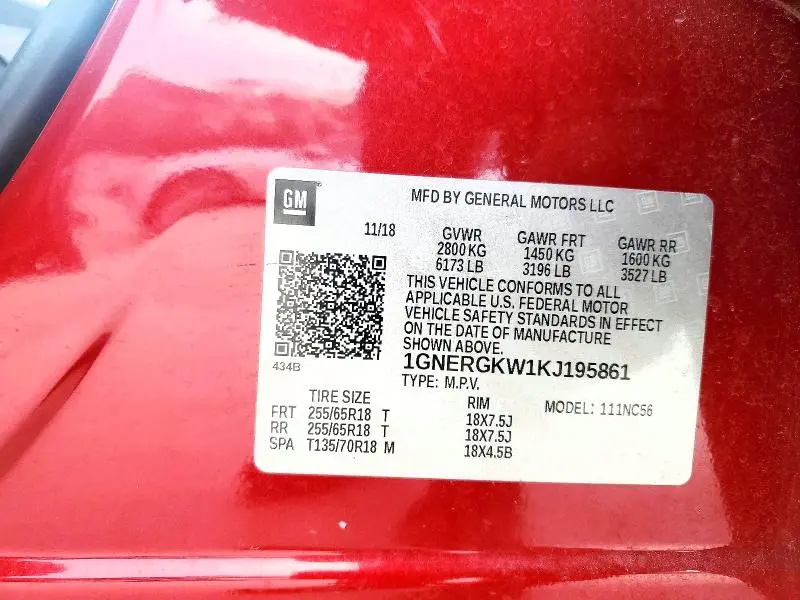 GM
MFD BY GENERAL MOTORS LLC
11/18
GVWR GAWR FRT GAWR RR
2800 KG 1450 KG 1600 KG
6173 LB 3196 LB 3527 LB
THIS VEHICLE CONFORMS TO ALL
APPLICABLE U.S. FEDERAL MOTOR
VEHICLE SAFETY STANDARDS IN EFFECT
ON THE DATE OF MANUFACTURE
SHOWN ABOVE.
434B
1GNERGKW1KJ195861
TYPE: M.P.V.
TIRE SIZE RIM MODEL: 111NC56
FRT 255/65R18 T 18X7.5J
RR 255/65R18 T 18X7.5J
SPA T135/70R18 M 18X4.5B